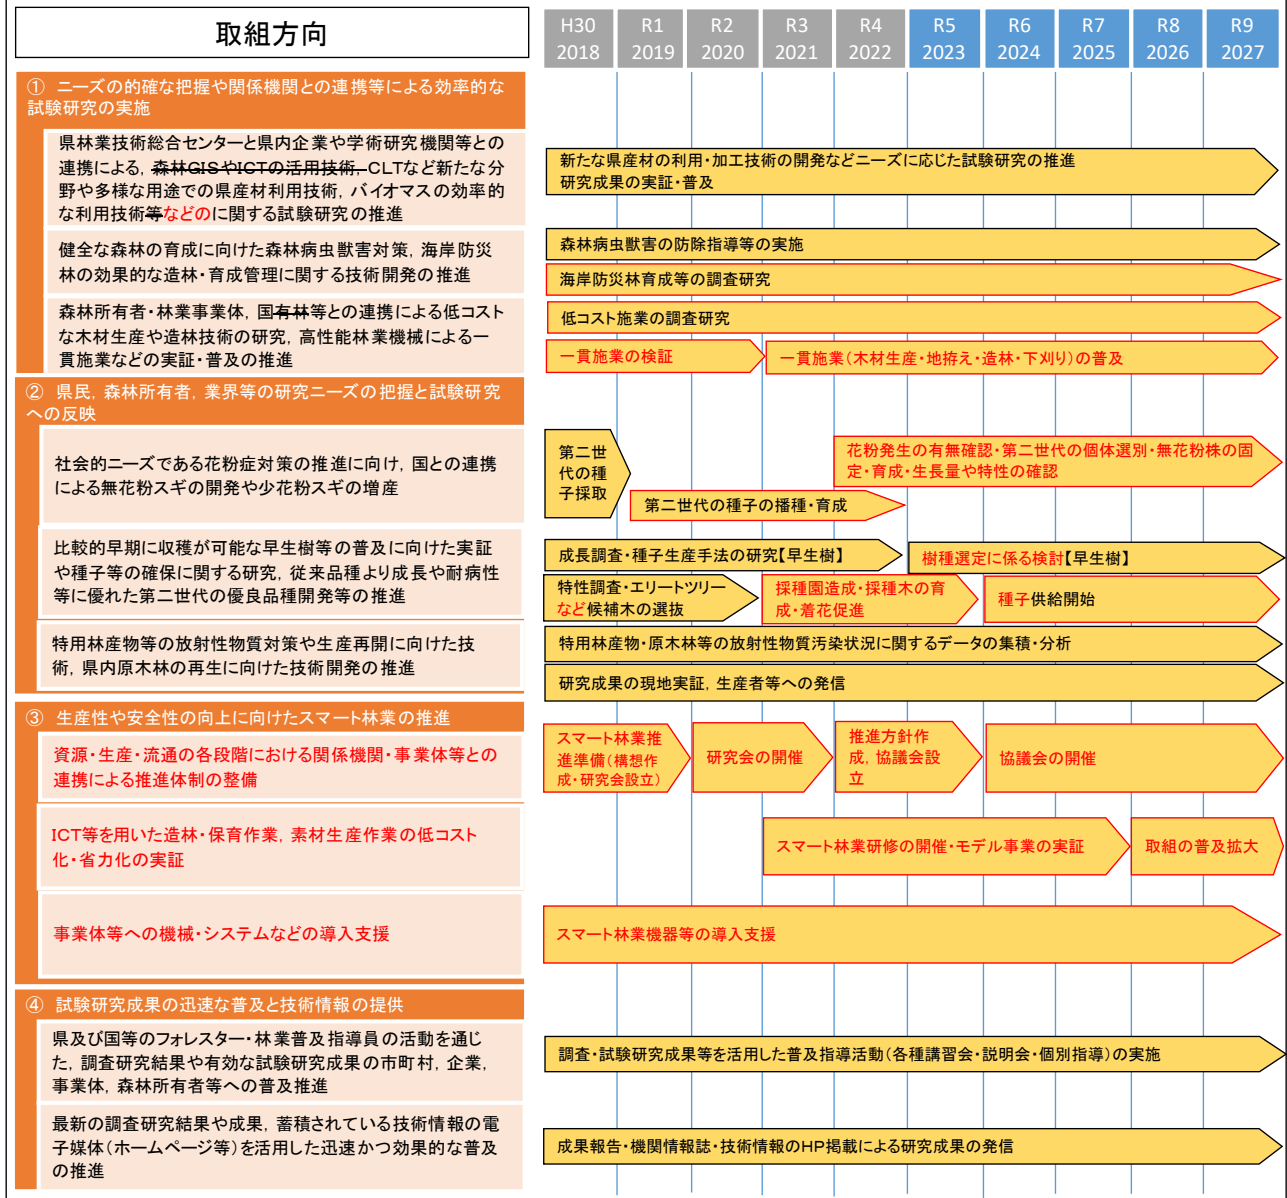 取組方向
H30 R1 R2 R3 R4 R5 R6 R7 R8 R9
2018 2019 2020 2021 2022 2023 2024 2025 2026 2027
① ニーズの的確な把握や関係機関との連携等による効率的な
試験研究の実施
県林業技術総合センターと県内企業や学術研究機関等との
連携による, 森林GISやICTの活用技術, CLTなど新たな分
野や多様な用途での県産材利用技術, バイオマスの効率的
な利用技術等などのに関する試験研究の推進
新たな県産材の利用・加工技術の開発などニーズに応じた試験研究の推進
研究成果の実証・普及
健全な森林の育成に向けた森林病虫獣害対策, 海岸防災
林の効果的な造林・育成管理に関する技術開発の推進
森林病虫獣害の防除指導等の実施
海岸防災林育成等の調査研究
森林所有者・林業事業体, 国有林等との連携による低コスト
な木材生産や造林技術の研究, 高性能林業機械による一
貫施業などの実証・普及の推進
低コスト施業の調査研究
一貫施業の検証
一貫施業（木材生産・地拵え・造林・下刈り）の普及
② 県民, 森林所有者, 業界等の研究ニーズの把握と試験研究
への反映
社会的ニーズである花粉症対策の推進に向け, 国との連携
による無花粉スギの開発や少花粉スギの増産
第二世
代の種
子採取
第二世代の種子の播種・育成
花粉発生の有無確認・第二世代の個体選別・無花粉株の固
定・育成・生長量や特性の確認
比較的早期に収穫が可能な早生樹等の普及に向けた実証
や種子等の確保に関する研究, 従来品種より成長や耐病性
等に優れた第二世代の優良品種開発等の推進
成長調査・種子生産手法の研究【早生樹】
樹種選定に係る検討【早生樹】
特性調査・エリートツリー
など候補木の選抜
採種園造成・採種木の育
成・着花促進
種子供給開始
特用林産物等の放射性物質対策や生産再開に向けた技
術, 県内原木林の再生に向けた技術開発の推進
特用林産物・原木林等の放射性物質汚染状況に関するデータの集積・分析
研究成果の現地実証, 生産者等への発信
③ 生産性や安全性の向上に向けたスマート林業の推進
資源・生産・流通の各段階における関係機関・事業体等との
連携による推進体制の整備
スマート林業推
進準備（構想作
成・研究会設立）
研究会の開催
推進方針作
成, 協議会設
立
協議会の開催
ICT等を用いた造林・保育作業, 素材生産作業の低コスト
化・省力化の実証
スマート林業研修の開催・モデル事業の実証
取組の普及拡大
事業体等への機械・システムなどの導入支援
スマート林業機器等の導入支援
④ 試験研究成果の迅速な普及と技術情報の提供
県及び国等のフォレスター・林業普及指導員の活動を通じ
た, 調査研究結果や有効な試験研究成果の市町村, 企業,
事業体, 森林所有者等への普及推進
調査・試験研究成果等を活用した普及指導活動（各種講習会・説明会・個別指導）の実施
最新の調査研究結果や成果, 蓄積されている技術情報の電
子媒体（ホームページ等）を活用した迅速かつ効果的な普及
の推進
成果報告・機関情報誌・技術情報のHP掲載による研究成果の発信